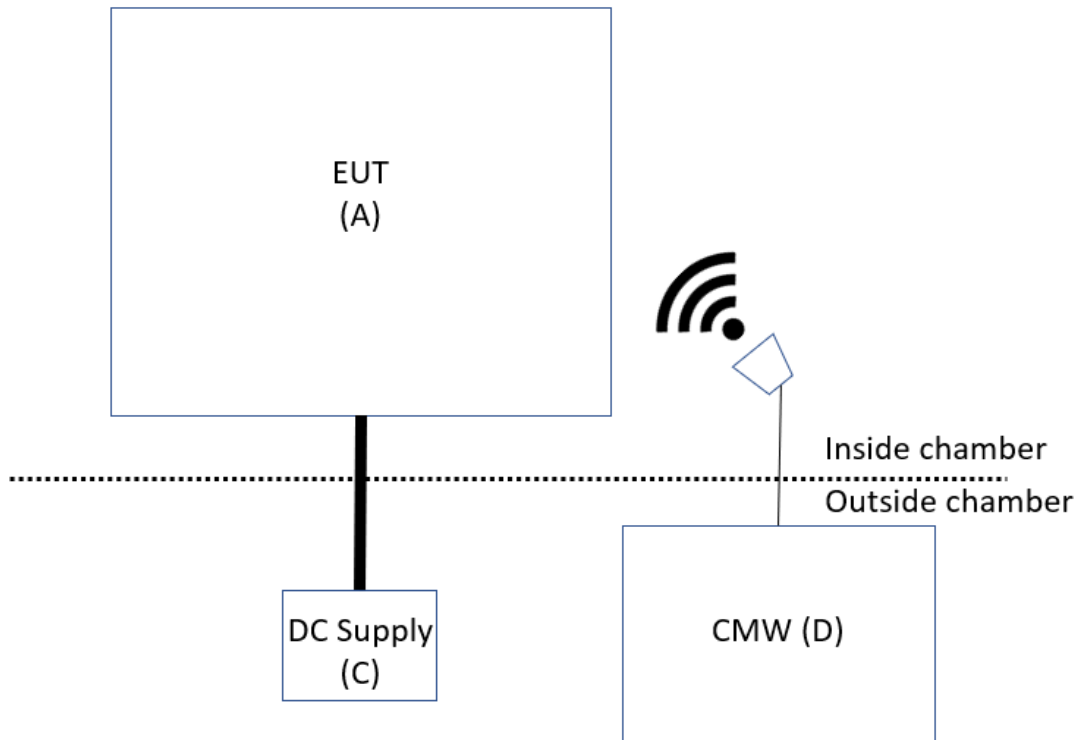 EUT
(A)
Inside chamber
Outside chamber
DC Supply
(C)
CMW (D)